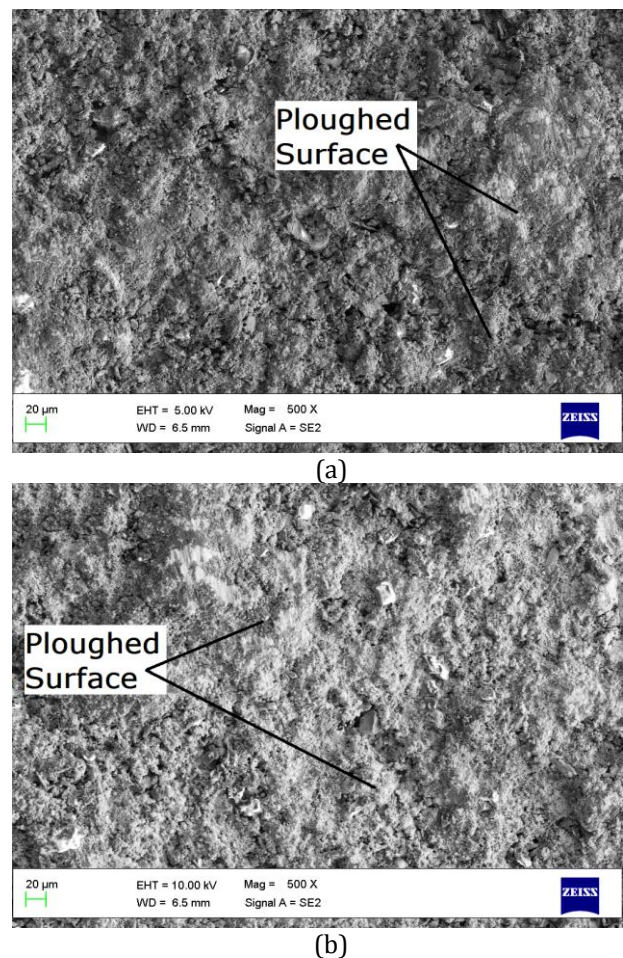 Ploughed
Surface
20 µm
EHT = 5.00 kV
Mag = 500 X
WD = 6.5 mm
Signal A = SE2
ZEISS
(a)
Ploughed
Surface
20 µm
EHT = 10.00 kV
Mag = 500 X
WD = 6.5 mm
Signal A = SE2
ZEISS
(b)